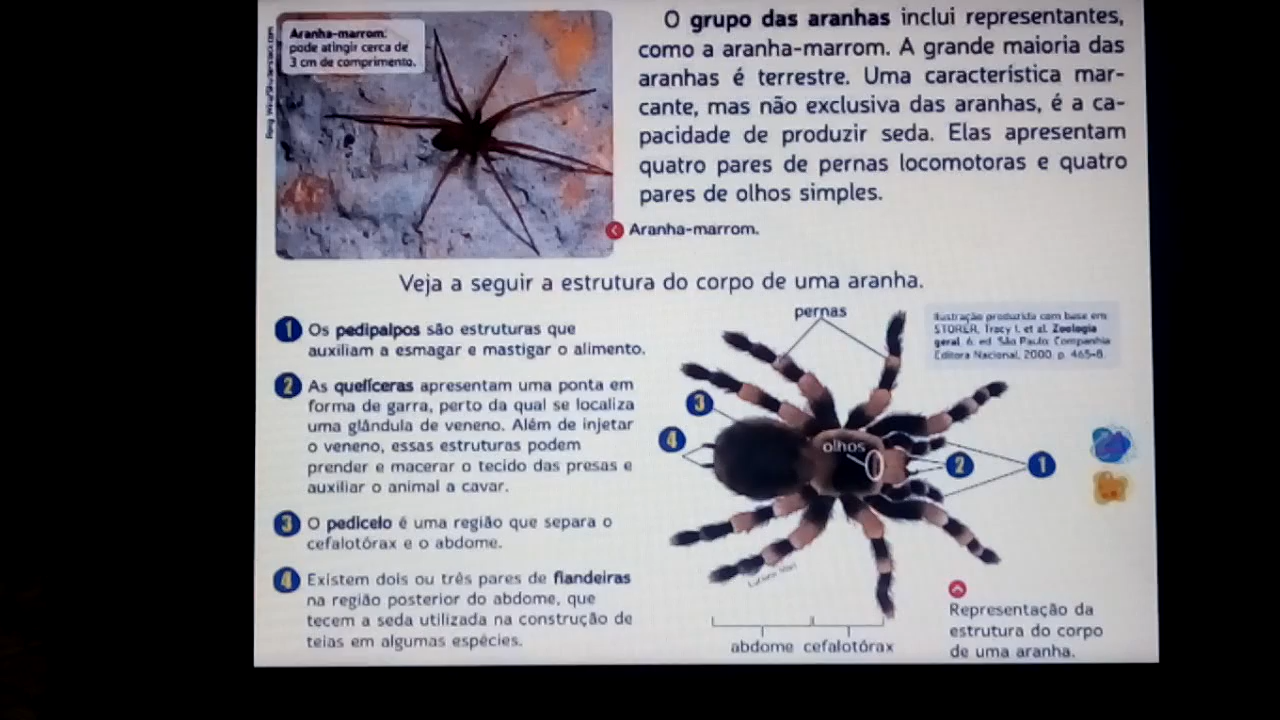 Aranha-marrom:
pode atingir cerca de
3 cm de comprimento.
O grupo das aranhas inclui representantes,
como a aranha-marrom. A grande maioria das
aranhas é terrestre. Uma característica mar-
cante, mas não exclusiva das aranhas, é a ca-
pacidade de produzir seda. Elas apresentam
quatro pares de pernas locomotoras e quatro
pares de olhos simples.
Aranha-marrom.
Veja a seguir a estrutura do corpo de uma aranha.
1 Os pedipalpos são estruturas que
auxiliam a esmagar e mastigar o alimento.
2 As quelíceras apresentam uma ponta em
forma de garra, perto da qual se localiza
uma glândula de veneno. Além de injetar
o veneno, essas estruturas podem
prender e macerar o tecido das presas e
auxiliar o animal a cavar.
3 O pedicelo é uma região que separa o
cefalotórax e o abdome.
4 Existem dois ou três pares de fiandeiras
na região posterior do abdome, que
tecem a seda utilizada na construção de
teias em algumas espécies.
pernas
Ilustração produzida com base em
STORER, Tracy I. et al. Zoologia
geral. 6. ed. São Paulo: Companhia
Editora Nacional, 2000. p. 465-8.
3
4
olhos
2
1
abdome cefalotórax
Representação da
estrutura do corpo
de uma aranha.